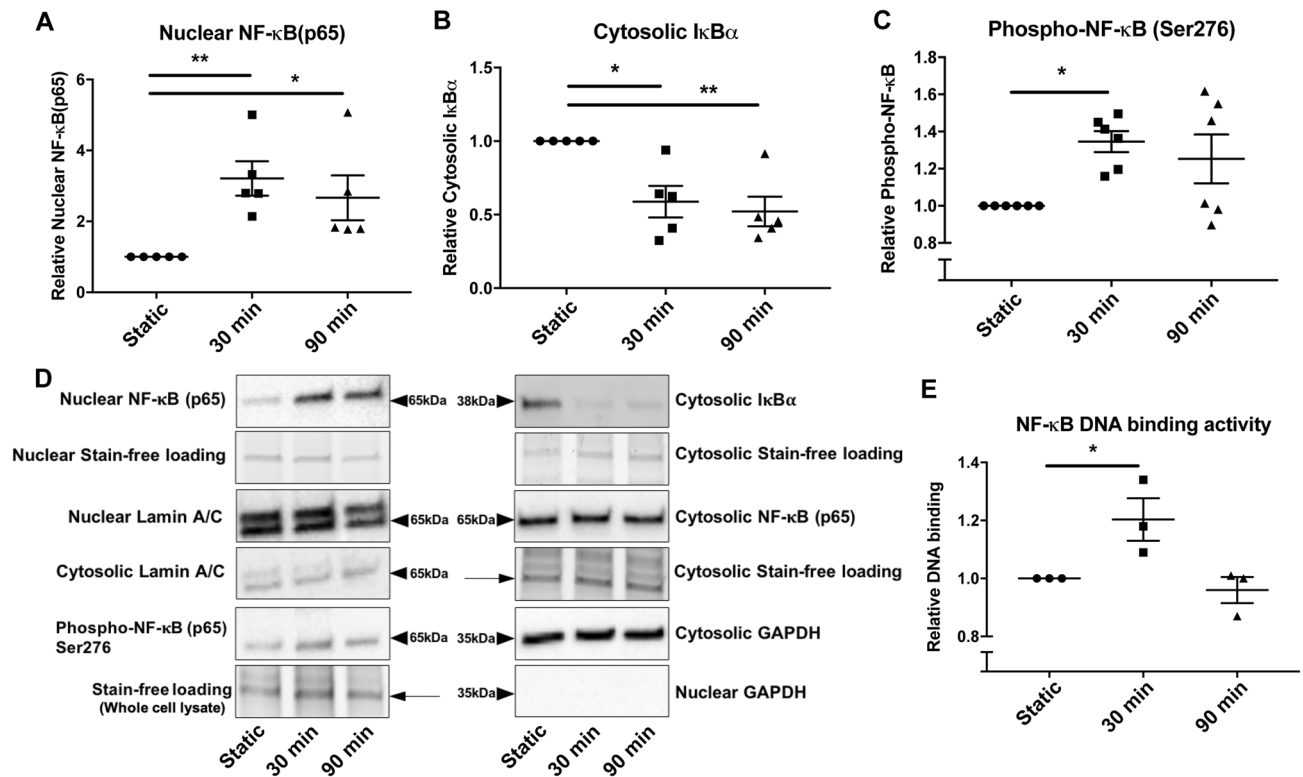 A
Nuclear NF-κB(p65)
Relative Nuclear NF-κB(p65)
6
4
2
0
**
*
Static
30 min
90 min
B
Cytosolic IκBα
Relative Cytosolic IκBα
1.5
1.0
0.5
0.0
*
**
Static
30 min
90 min
C
Phospho-NF-κB (Ser276)
Relative Phospho-NF-κB
1.8
1.6
1.4
1.2
1.0
0.8
*
Static
30 min
90 min
D
Nuclear NF-κB (p65)
65kDa
Nuclear Stain-free loading
Nuclear Lamin A/C
65kDa
Cytosolic Lamin A/C
65kDa
Phospho-NF-κB (p65)
Ser276
65kDa
Stain-free loading
(Whole cell lysate)
Static
30 min
90 min
38kDa
Cytosolic IκBα
Cytosolic Stain-free loading
65kDa
Cytosolic NF-κB (p65)
Cytosolic Stain-free loading
35kDa
Cytosolic GAPDH
35kDa
Nuclear GAPDH
Static
30 min
90 min
E
NF-κB DNA binding activity
Relative DNA binding
1.4
1.2
1.0
0.8
*
Static
30 min
90 min